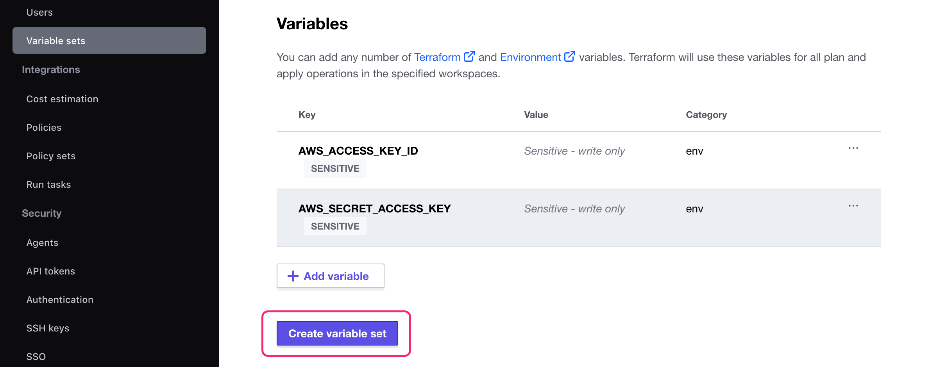 Users
Variable sets
Integrations
Cost estimation
Policies
Policy sets
Run tasks
Security
Agents
API tokens
Authentication
SSH keys
SSO
Variables
You can add any number of Terraform and Environment variables. Terraform will use these variables for all plan and
apply operations in the specified workspaces.
Key Value Category
AWS_ACCESS_KEY_ID Sensitive - write only env ...
SENSITIVE
AWS_SECRET_ACCESS_KEY Sensitive - write only env ...
SENSITIVE
+ Add variable
Create variable set